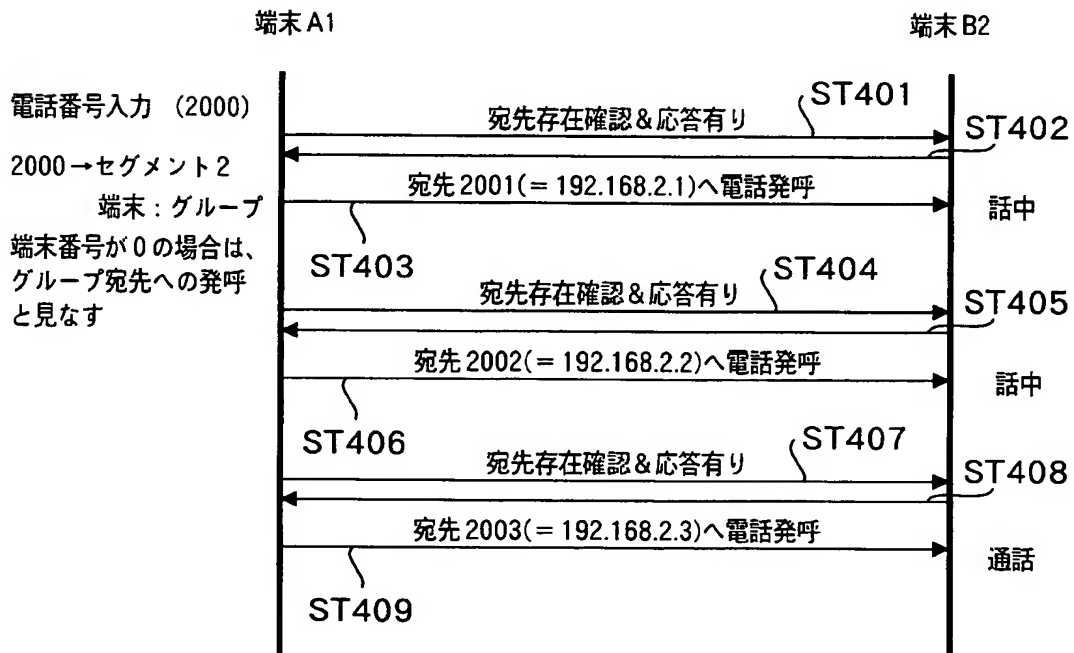 端末A1
端末B2
電話番号入力 (2000)
宛先存在確認&応答有り
ST401
ST402
2000→セグメント2
宛先2001(=192.168.2.1)へ電話発呼
話中
端末:グループ
端末番号が0の場合は、
グループ宛先への発呼
と見なす
ST403
宛先存在確認&応答有り
ST404
ST405
宛先2002(=192.168.2.2)へ電話発呼
話中
ST406
宛先存在確認&応答有り
ST407
ST408
宛先2003(=192.168.2.3)へ電話発呼
通話
ST409